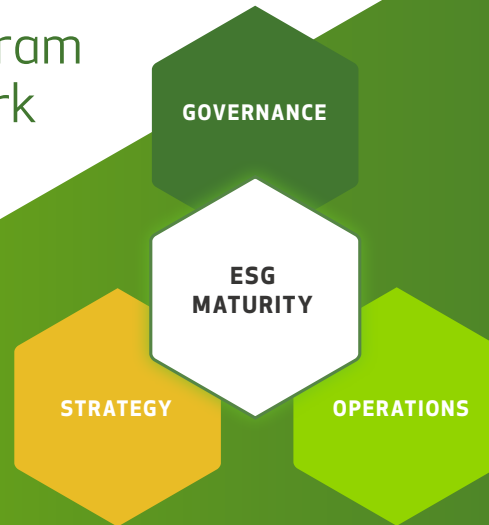 ram
rk
GOVERNANCE
ESG
MATURITY
STRATEGY
OPERATIONS